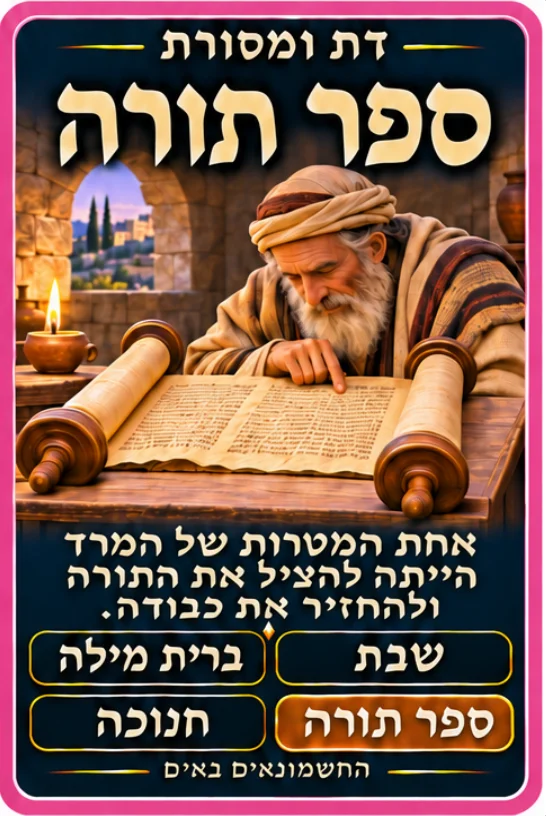 דת ומסורת
ספר תורה
אחת המטרות של המרד
הייתה להציל את התורה
ולהחזיר את כבודה.
שבת
ברית מילה
ספר תורה
חנוכה
החשמונאים באים